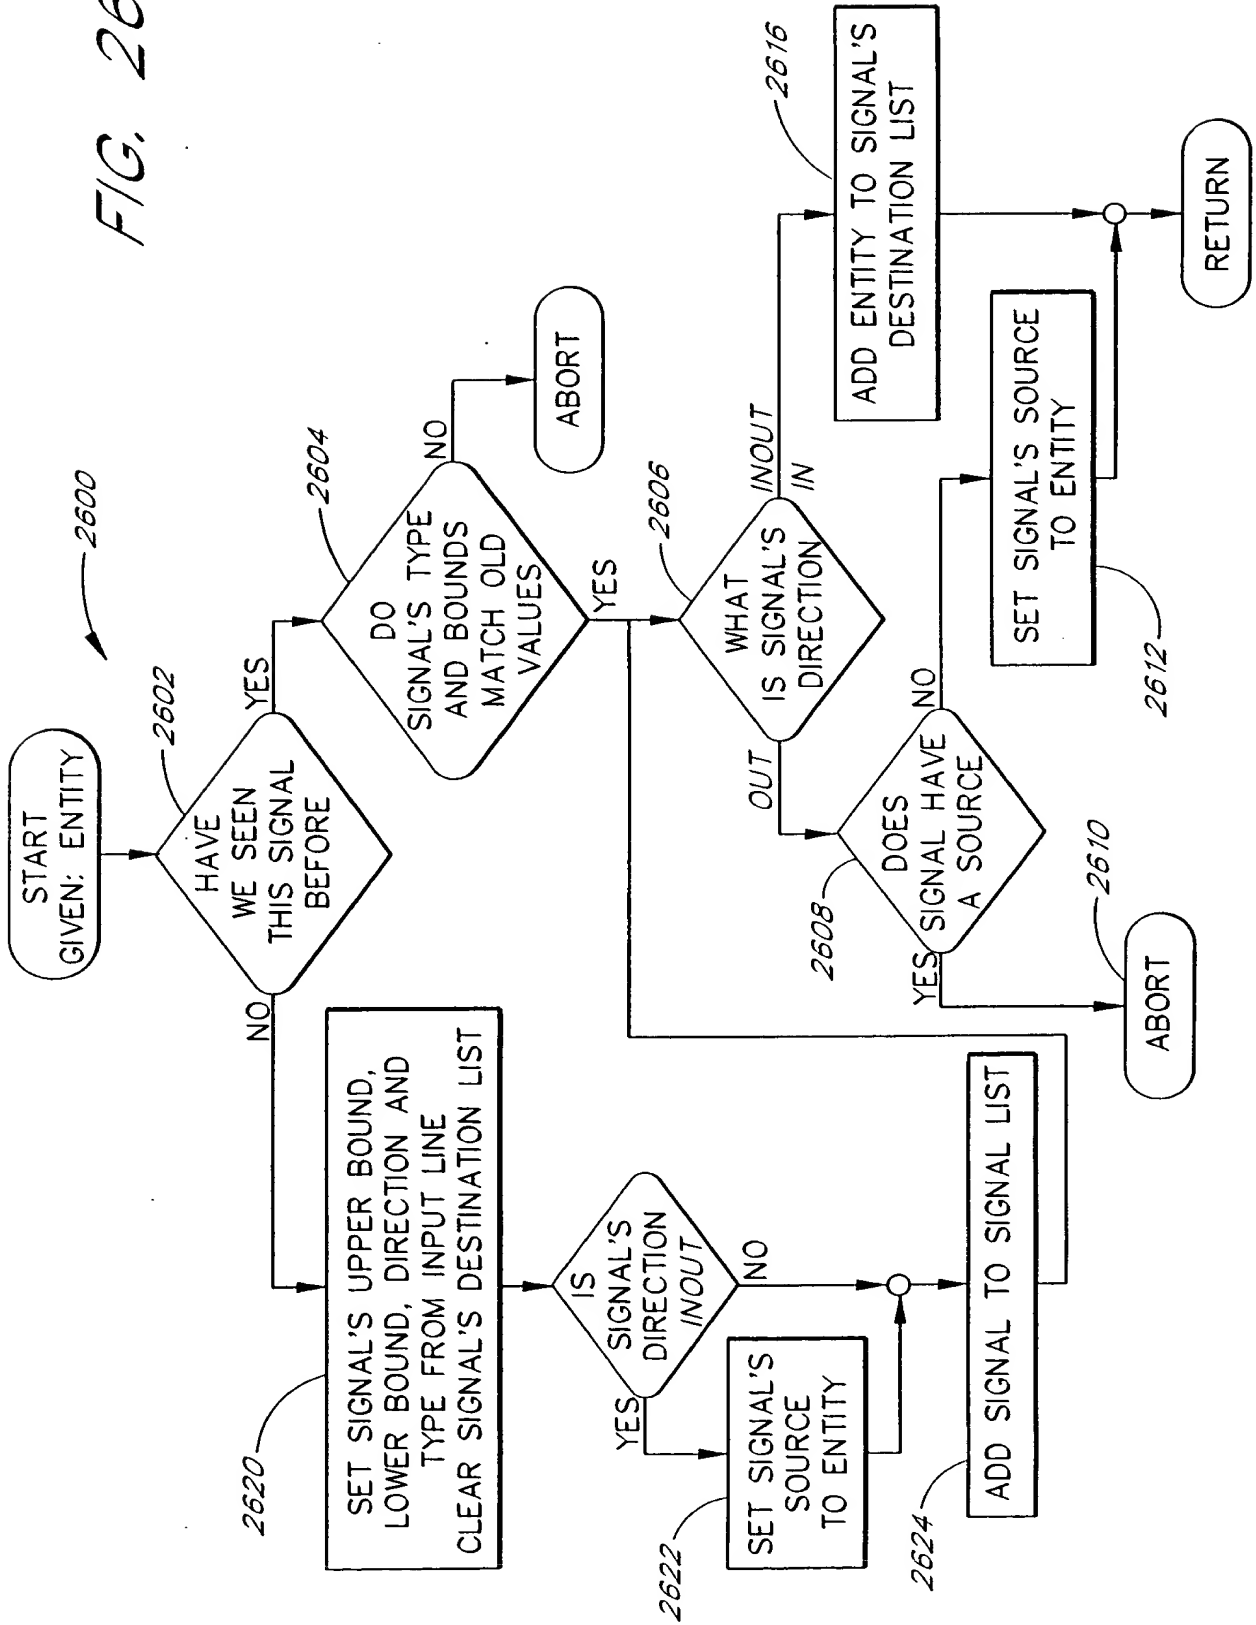 FIG. 26
2600
START
GIVEN: ENTITY
2602
HAVE
WE SEEN
THIS SIGNAL
BEFORE
NO
YES
2604
DO
SIGNAL'S TYPE
AND BOUNDS
MATCH OLD
VALUES
NO
ABORT
YES
2620
SET SIGNAL'S UPPER BOUND,
LOWER BOUND, DIRECTION AND
TYPE FROM INPUT LINE
CLEAR SIGNAL'S DESTINATION LIST
IS
SIGNAL'S
DIRECTION
INOUT
YES
NO
2622
SET SIGNAL'S
SOURCE
TO ENTITY
2624
ADD SIGNAL TO SIGNAL LIST
2606
WHAT
IS SIGNAL'S
DIRECTION
OUT
INOUT
IN
2608
DOES
SIGNAL HAVE
A SOURCE
YES
NO
2610
ABORT
2612
SET SIGNAL'S SOURCE
TO ENTITY
2616
ADD ENTITY TO SIGNAL'S
DESTINATION LIST
RETURN